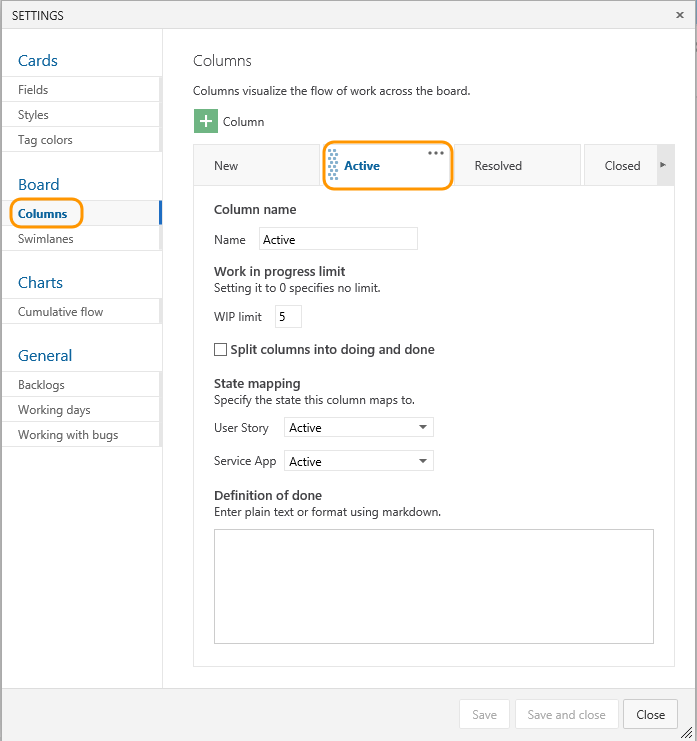 SETTINGS
Cards
Fields
Styles
Tag colors
Board
Columns
Swimlanes
Charts
Cumulative flow
General
Backlogs
Working days
Working with bugs
Columns
Columns visualize the flow of work across the board.
+ Column
New Active ... Resolved Closed
Column name
Name Active
Work in progress limit
Setting it to 0 specifies no limit.
WIP limit 5
Split columns into doing and done
State mapping
Specify the state this column maps to.
User Story Active
Service App Active
Definition of done
Enter plain text or format using markdown.
Save Save and close Close